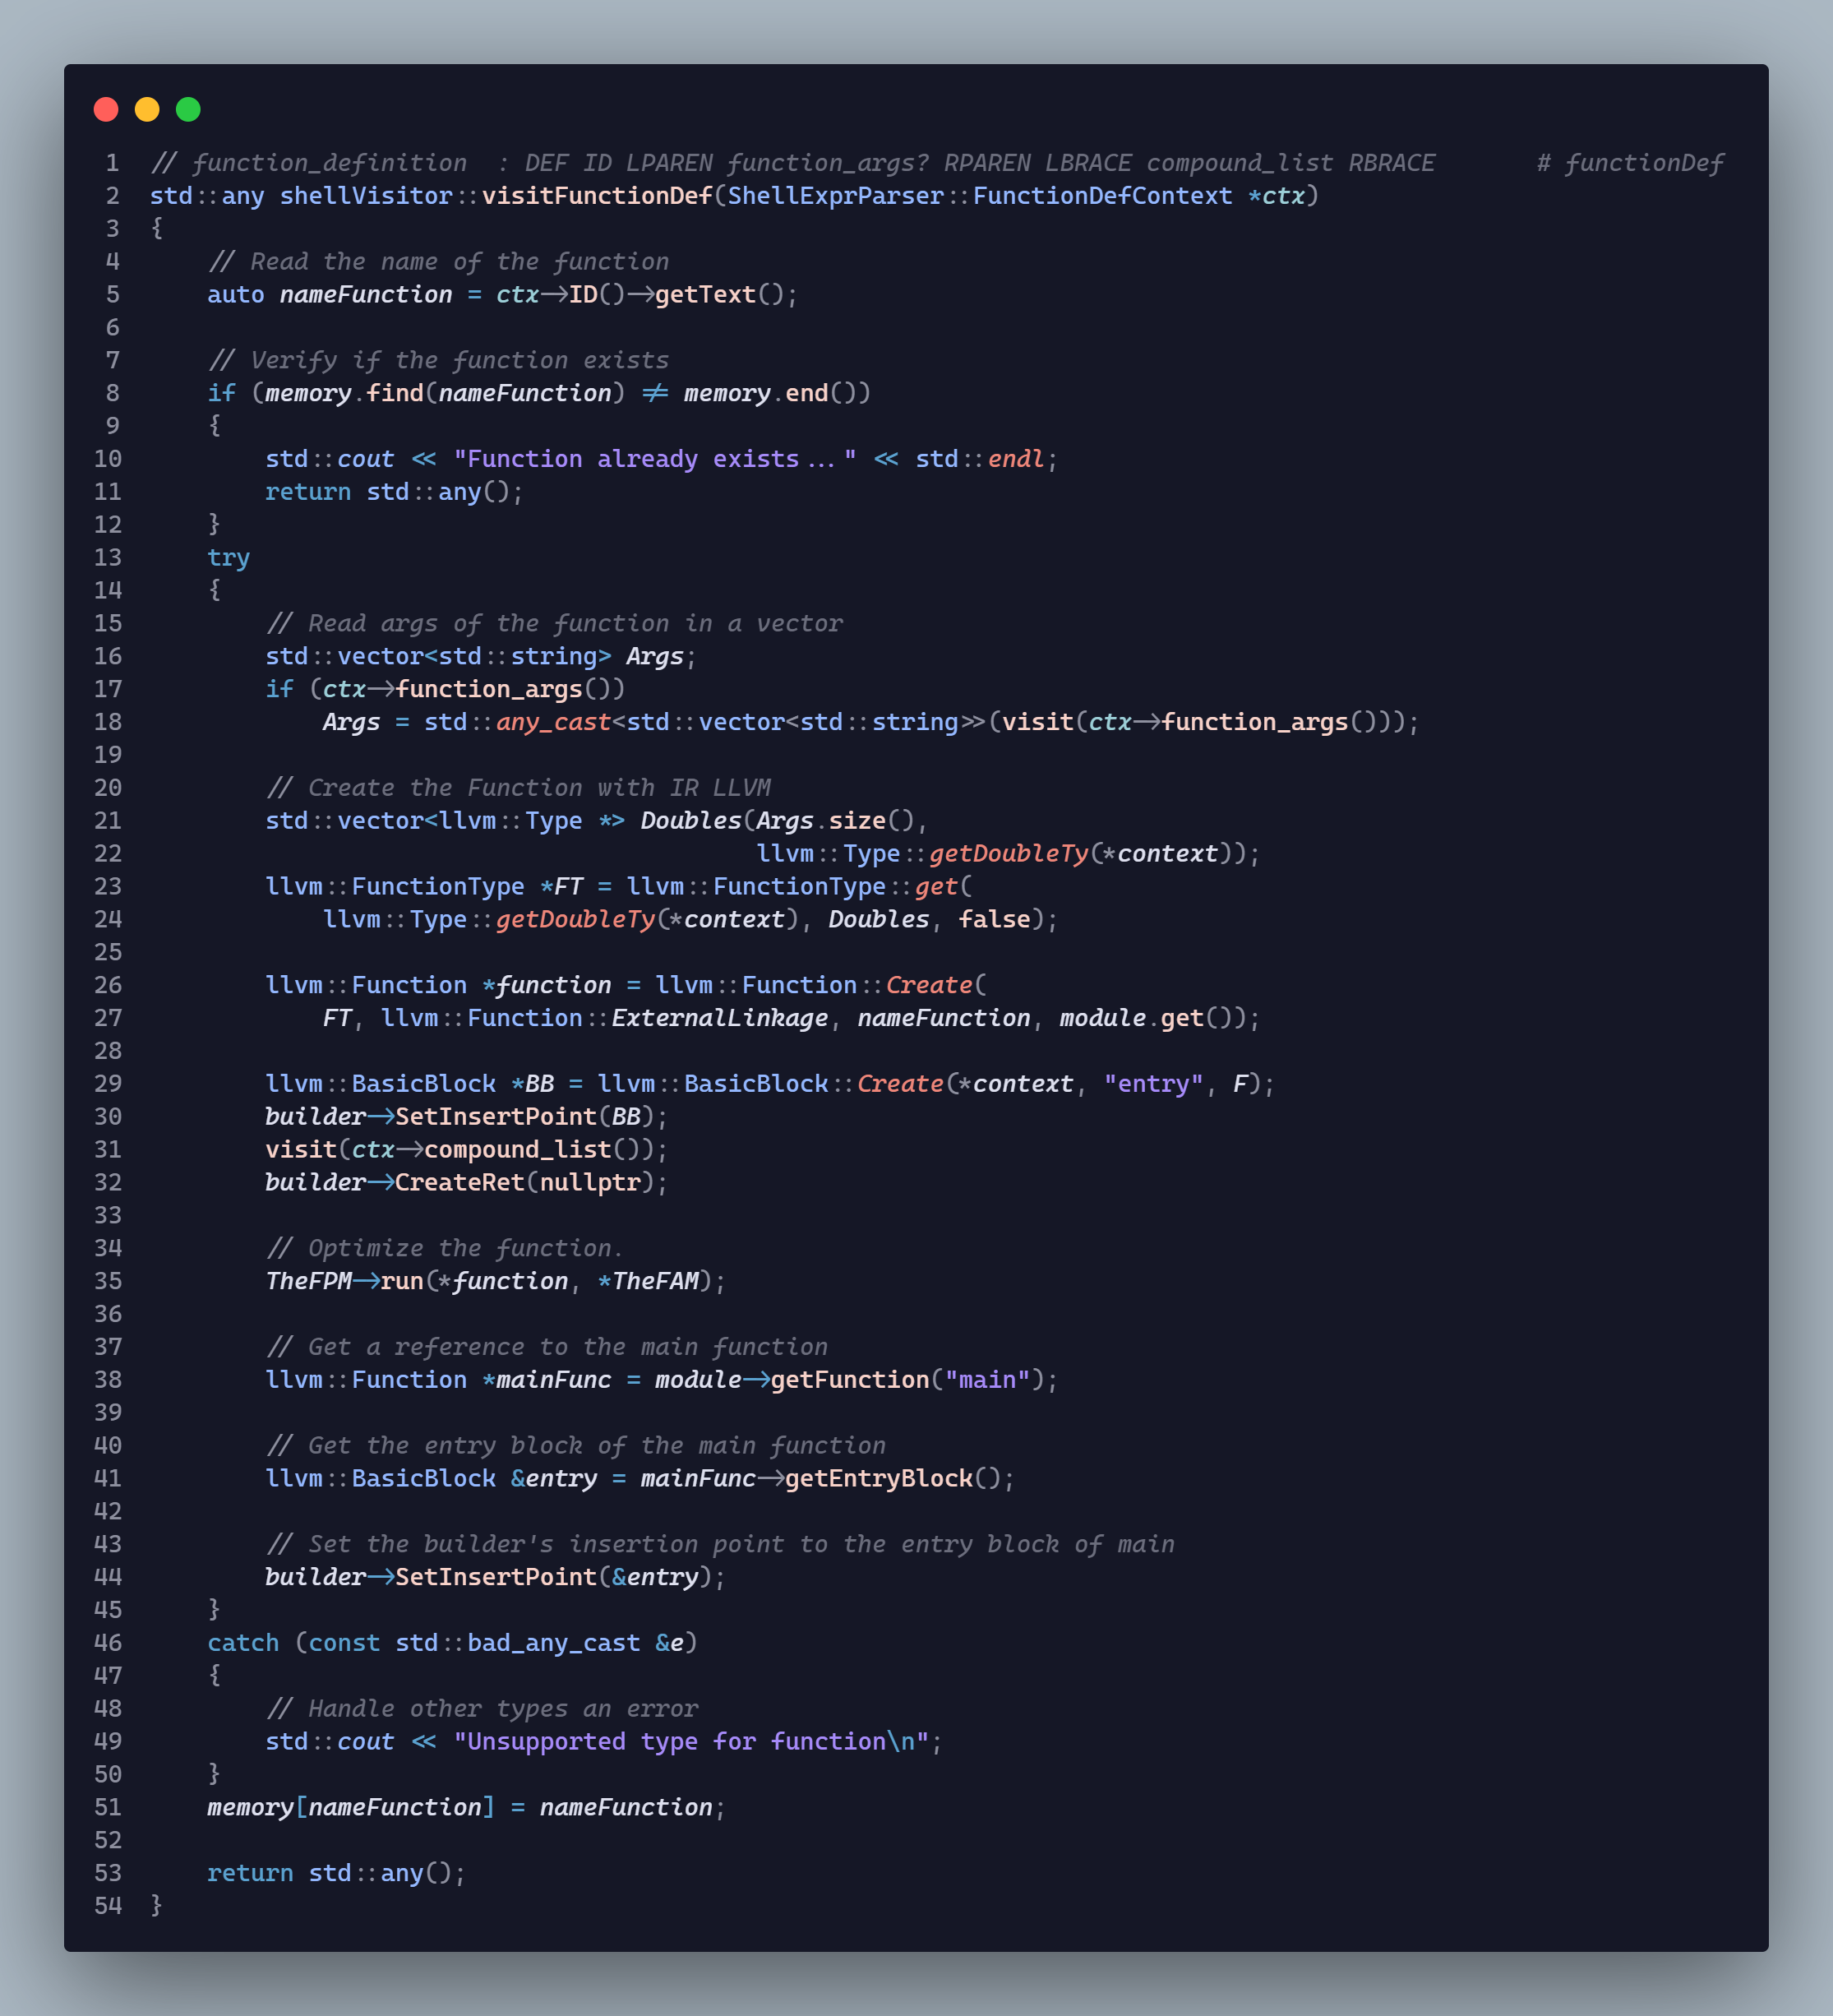 1 // function_definition  : DEF ID LPAREN function_args? RPAREN LBRACE compound_list RBRACE       # functionDef
2 std::any shellVisitor::visitFunctionDef(ShellExprParser::FunctionDefContext *ctx)
3 {
4     // Read the name of the function
5     auto nameFunction = ctx->ID()->getText();
6
7     // Verify if the function exists
8     if (memory.find(nameFunction) != memory.end())
9     {
10         std::cout << "Function already exists..." << std::endl;
11         return std::any();
12     }
13     try
14     {
15         // Read args of the function in a vector
16         std::vector<std::string> Args;
17         if (ctx->function_args())
18             Args = std::any_cast<std::vector<std::string>>(visit(ctx->function_args()));
19
20         // Create the Function with IR LLVM
21         std::vector<llvm::Type *> Doubles(Args.size(),
22                                           llvm::Type::getDoubleTy(*context));
23         llvm::FunctionType *FT = llvm::FunctionType::get(
24             llvm::Type::getDoubleTy(*context), Doubles, false);
25
26         llvm::Function *function = llvm::Function::Create(
27             FT, llvm::Function::ExternalLinkage, nameFunction, module.get());
28
29         llvm::BasicBlock *BB = llvm::BasicBlock::Create(*context, "entry", F);
30         builder->SetInsertPoint(BB);
31         visit(ctx->compound_list());
32         builder->CreateRet(nullptr);
33
34         // Optimize the function.
35         TheFPM->run(*function, *TheFAM);
36
37         // Get a reference to the main function
38         llvm::Function *mainFunc = module->getFunction("main");
39
40         // Get the entry block of the main function
41         llvm::BasicBlock &entry = mainFunc->getEntryBlock();
42
43         // Set the builder's insertion point to the entry block of main
44         builder->SetInsertPoint(&entry);
45     }
46     catch (const std::bad_any_cast &e)
47     {
48         // Handle other types an error
49         std::cout << "Unsupported type for function\n";
50     }
51     memory[nameFunction] = nameFunction;
52
53     return std::any();
54 }